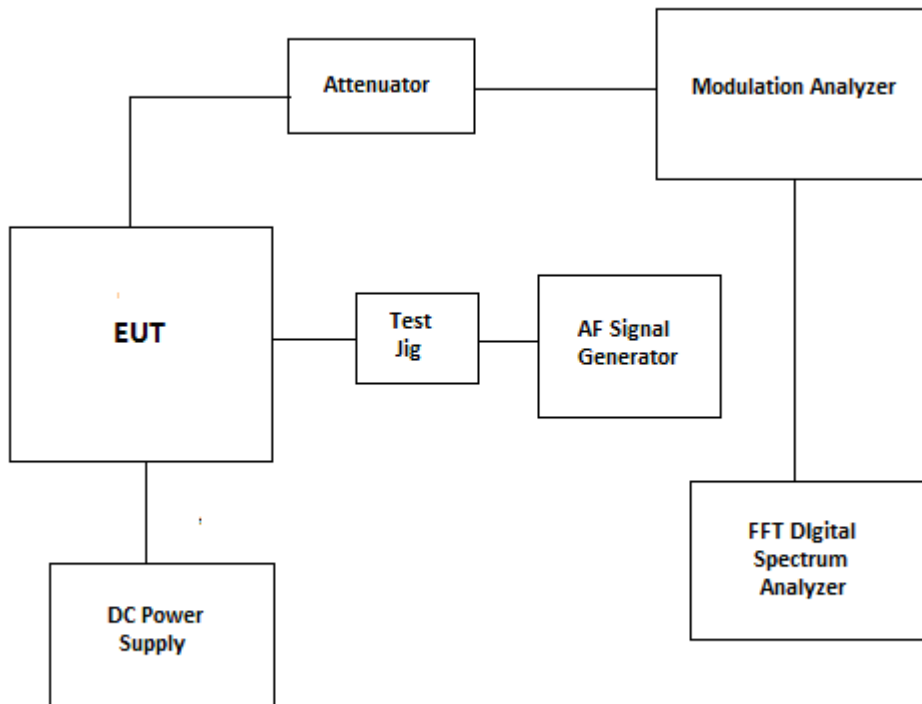 Attenuator
Modulation Analyzer
EUT
Test
Jig
AF Signal
Generator
FFT DIgital
Spectrum
Analyzer
DC Power
Supply